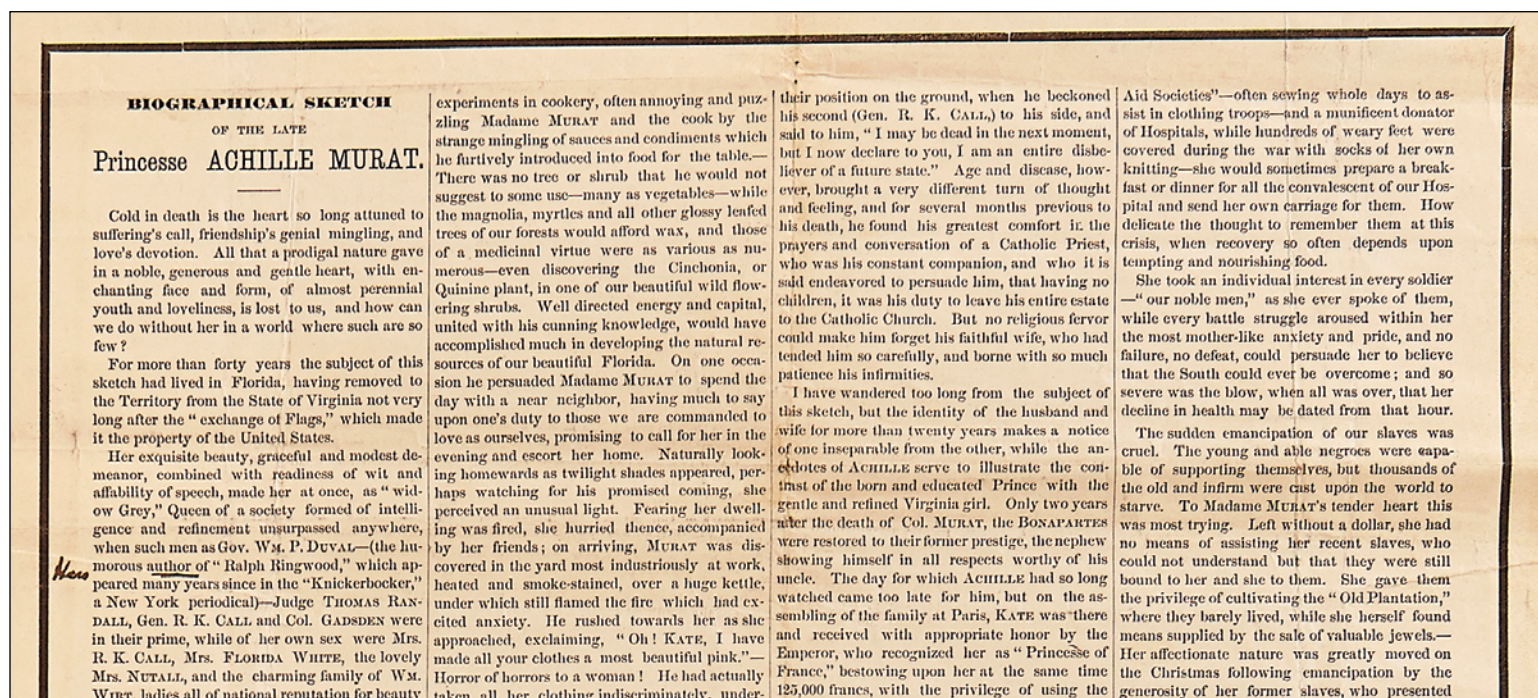 BIOGRAPHICAL SKETCH
OF THE LATE
Princesse ACHILLE MURAT.
Cold in death is the heart so long attuned to
suffering's call, friendship's genial mingling, and
love's devotion. All that a prodigal nature gave
in a noble, generous and gentle heart, with en-
chanting face and form, of almost perennial
youth and loveliness, is lost to us, and how can
we do without her in a world where such are so
few?
For more than forty years the subject of this
sketch had lived in Florida, having removed to
the Territory from the State of Virginia not very
long after the "exchange of Flags," which made
it the property of the United States.
Her exquisite beauty, graceful and modest de-
meanor, combined with readiness of wit and
affability of speech, made her at once, as "wid-
ow Grey," Queen of a society formed of intelli-
gence and refinement unsurpassed anywhere,
when such men as Gov. WM. P. DUVAL—(the hu-
morous author of "Ralph Ringwood," which ap-
peared many years since in the "Knickerbocker,"
a New York periodical)—Judge THOMAS RAN-
DALL, Gen. R. K. CALL and Col. GADSDEN were
in their prime, while of her own sex were Mrs.
R. K. CALL, Mrs. FLORIDA WHITE, the lovely
Mrs. NUTALL, and the charming family of WM.
WIRT, ladies all of national reputation for beauty
experiments in cookery, often annoying and puz-
zling Madame MURAT and the cook by the
strange mingling of sauces and condiments which
he furtively introduced into food for the table.—
There was no tree or shrub that he would not
suggest to some use—many as vegetables—while
the magnolia, myrtles and all other glossy leafed
trees of our forests would afford wax, and those
of a medicinal virtue were as various as nu-
merous—even discovering the Cinchonia, or
Quinine plant, in one of our beautiful wild flow-
ering shrubs. Well directed energy and capital,
united with his cunning knowledge, would have
accomplished much in developing the natural re-
sources of our beautiful Florida. On one occa-
sion he persuaded Madame MURAT to spend the
day with a near neighbor, having much to say
upon one's duty to those we are commanded to
love as ourselves, promising to call for her in the
evening and escort her home. Naturally look-
ing homewards as twilight shades appeared, per-
haps watching for his promised coming, she
perceived an unusual light. Fearing her dwell-
ing was fired, she hurried thence, accompanied
by her friends; on arriving, MURAT was dis-
covered in the yard most industriously at work,
heated and smoke-stained, over a huge kettle,
under which still flamed the fire which had ex-
cited anxiety. He rushed towards her as she
approached, exclaiming, "Oh! KATE, I have
made all your clothes a most beautiful pink."—
Horror of horrors to a woman! He had actually
taken all her clothing indiscriminately, under-
their position on the ground, when he beckoned
his second (Gen. R. K. CALL,) to his side, and
said to him, "I may be dead in the next moment,
but I now declare to you, I am an entire disbe-
liever of a future state." Age and disease, how-
ever, brought a very different turn of thought
and feeling, and for several months previous to
his death, he found his greatest comfort in the
prayers and conversation of a Catholic Priest,
who was his constant companion, and who it is
said endeavored to persuade him, that having no
children, it was his duty to leave his entire estate
to the Catholic Church. But no religious fervor
could make him forget his faithful wife, who had
tended him so carefully, and borne with so much
patience his infirmities.
I have wandered too long from the subject of
this sketch, but the identity of the husband and
wife for more than twenty years makes a notice
of one inseparable from the other, while the an-
ecdotes of ACHILLE serve to illustrate the con-
trast of the born and educated Prince with the
gentle and refined Virginia girl. Only two years
after the death of Col. MURAT, the BONAPARTES
were restored to their former prestige, the nephew
showing himself in all respects worthy of his
uncle. The day for which ACHILLE had so long
watched came too late for him, but on the as-
sembling of the family at Paris, KATE was there
and received with appropriate honor by the
Emperor, who recognized her as "Princess of
France," bestowing upon her at the same time
125,000 francs, with the privilege of using the
Aid Societies"—often sewing whole days to as-
sist in clothing troops—and a munificent donator
of Hospitals, while hundreds of weary feet were
covered during the war with socks of her own
knitting—she would sometimes prepare a break-
fast or dinner for all the convalescent of our Hos-
pital and send her own carriage for them. How
delicate the thought to remember them at this
crisis, when recovery so often depends upon
tempting and nourishing food.
She took an individual interest in every soldier
—"our noble men," as she ever spoke of them,
while every battle struggle aroused within her
the most mother-like anxiety and pride, and no
failure, no defeat, could persuade her to believe
that the South could ever be overcome; and so
severe was the blow, when all was over, that her
decline in health may be dated from that hour.
The sudden emancipation of our slaves was
cruel. The young and able negroes were capa-
ble of supporting themselves, but thousands of
the old and infirm were cast upon the world to
starve. To Madame MURAT's tender heart this
was most trying. Left without a dollar, she had
no means of assisting her recent slaves, who
could not understand but that they were still
bound to her and she to them. She gave them
the privilege of cultivating the "Old Plantation,"
where they barely lived, while she herself found
means supplied by the sale of valuable jewels.—
Her affectionate nature was greatly moved on
the Christmas following emancipation by the
generosity of her former slaves, who presented